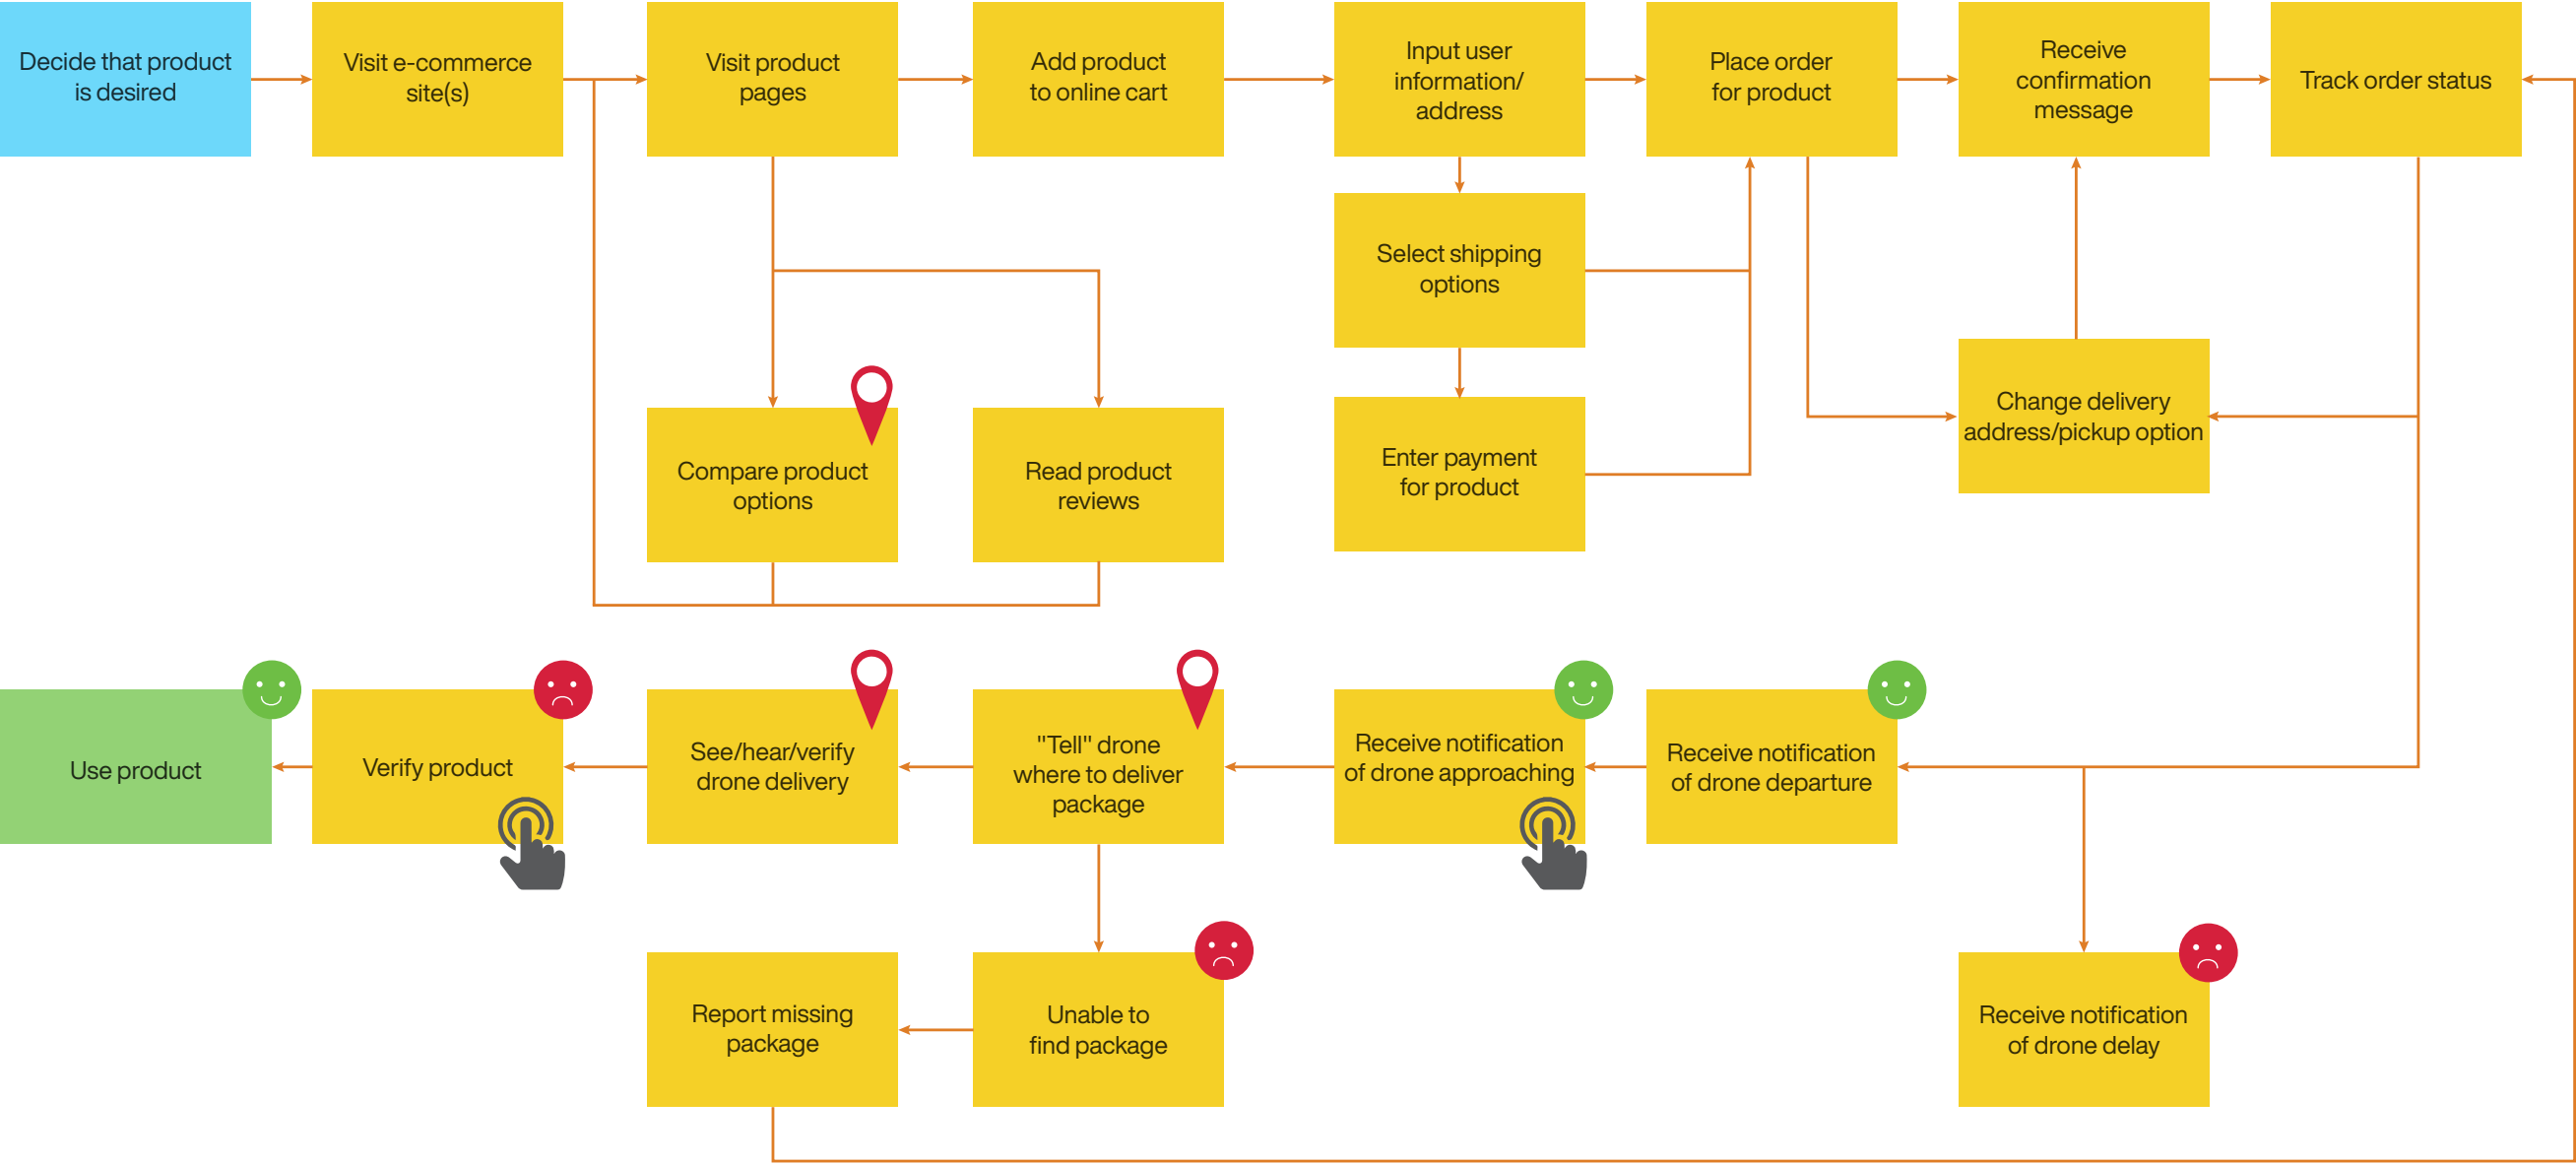 Decide that product
is desired
Visit e-commerce
site(s)
Visit product
pages
Add product
to online cart
Input user
information/
address
Place order
for product
Receive
confirmation
message
Track order status
Select shipping
options
Change delivery
address/pickup option
Compare product
options
Read product
reviews
Enter payment
for product
Use product
Verify product
See/hear/verify
drone delivery
"Tell" drone
where to deliver
package
Receive notification
of drone approaching
Receive notification
of drone departure
Report missing
package
Unable to
find package
Receive notification
of drone delay